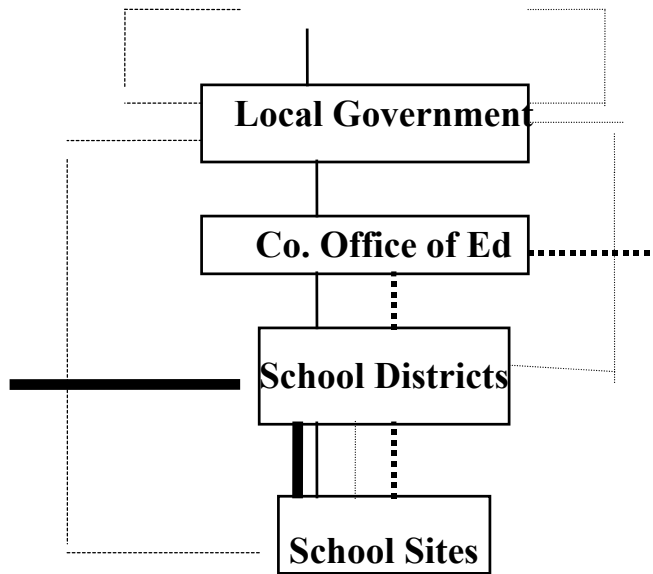 Local Government
Co. Office of Ed
School Districts
School Sites